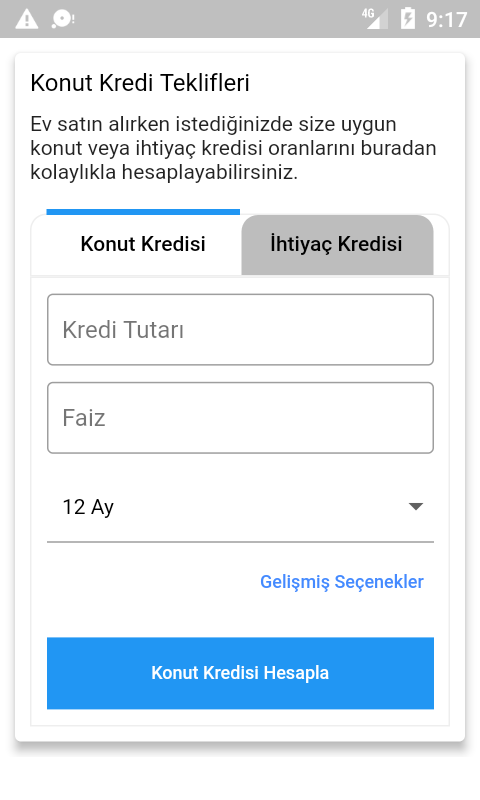 4G 9:17
Konut Kredi Teklifleri
Ev satın alırken istediğinizde size uygun
konut veya ihtiyaç kredisi oranlarını buradan
kolaylıkla hesaplayabilirsiniz.
Konut Kredisi İhtiyaç Kredisi
Kredi Tutarı
Faiz
12 Ay
Gelişmiş Seçenekler
Konut Kredisi Hesapla